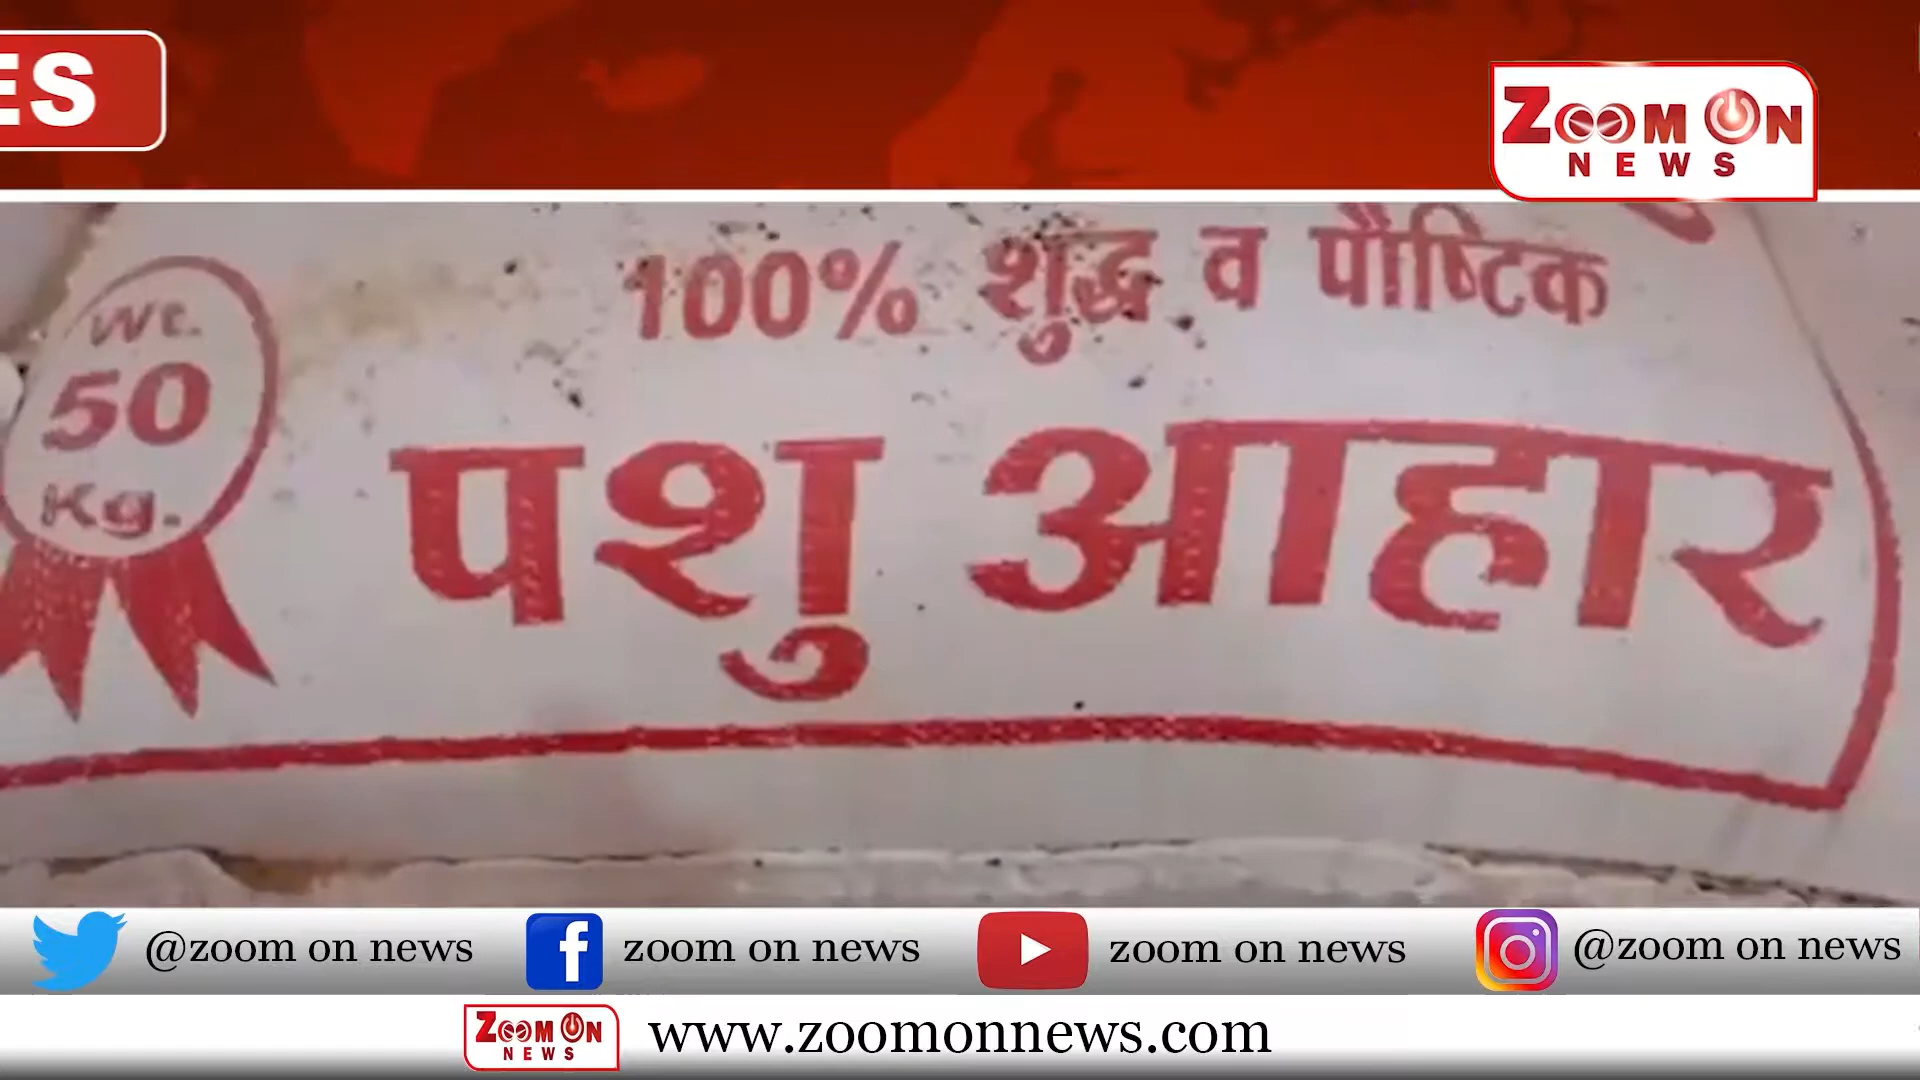 ES
ZOOM ON
NEWS
100% शुद्ध व पौष्टिक
Wt.
50
Kg.
पशु आहार
@zoom on news
zoom on news
zoom on news
@zoom on news
ZOOM ON
NEWS
www.zoomonnews.com